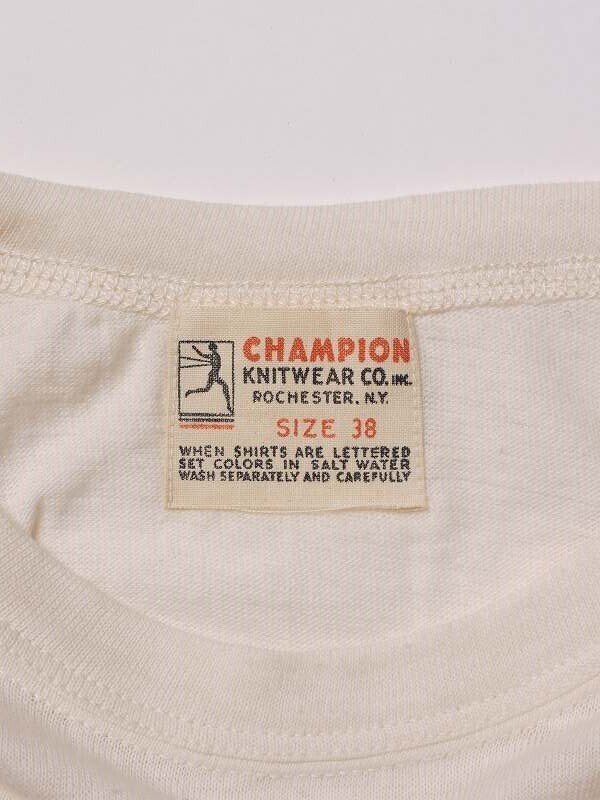 CHAMPION
KNITWEAR CO. INC.
ROCHESTER. N.Y.
SIZE 38
WHEN SHIRTS ARE LETTERED
SET COLORS IN SALT WATER
WASH SEPARATELY AND CAREFULLY